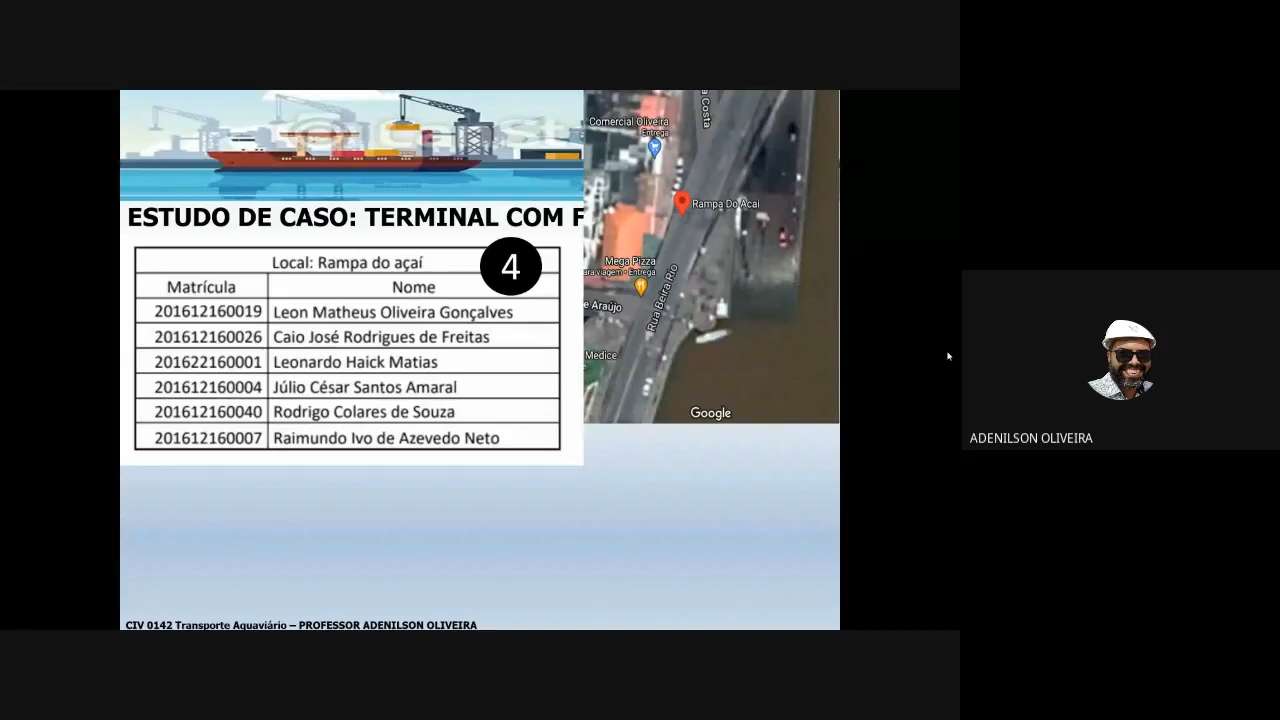 ESTUDO DE CASO: TERMINAL COM F
Local: Rampa do açaí
4
Matrícula Nome
201612160019 Leon Matheus Oliveira Gonçalves
201612160026 Caio José Rodrigues de Freitas
201622160001 Leonardo Haick Matias
201612160004 Júlio César Santos Amaral
201612160040 Rodrigo Colares de Souza
201612160007 Raimundo Ivo de Azevedo Neto
a Costa
Comercial Oliveira
Entrega
Rampa Do Acai
Mega Pizza
ara viagem • Entrega
Rua Beira Rio
e Araújo
Medice
Google
CIV 0142 Transporte Aquaviário – PROFESSOR ADENILSON OLIVEIRA
ADENILSON OLIVEIRA